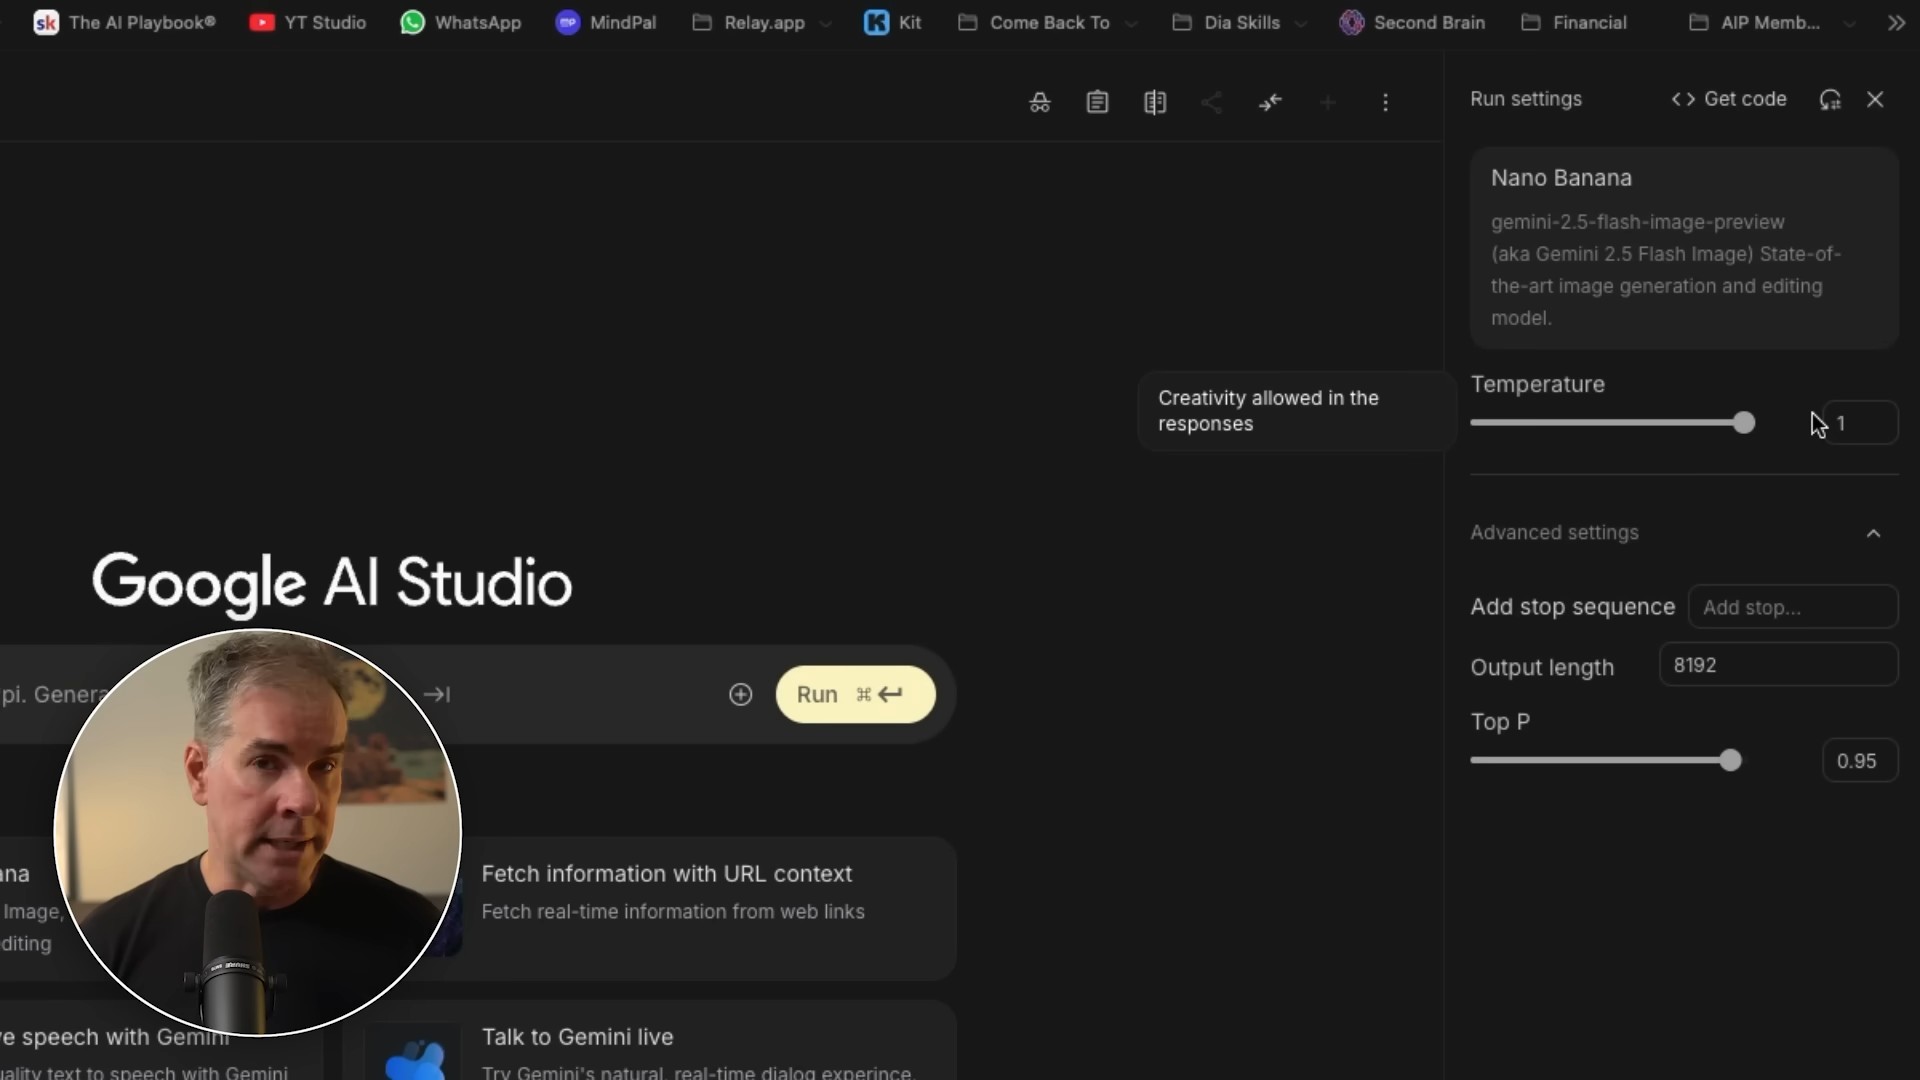 sk The AI Playbook® YT Studio WhatsApp mp MindPal Relay.app K Kit Come Back To Dia Skills Second Brain Financial AIP Memb...
Run settings <> Get code
Nano Banana
gemini-2.5-flash-image-preview
(aka Gemini 2.5 Flash Image) State-of-
the-art image generation and editing
model.
Temperature
1
Creativity allowed in the
responses
Advanced settings
Add stop sequence Add stop...
Output length 8192
Top P
0.95
Google AI Studio
pi. Genera
Run ⌘ ↵
ana
Image,
diting
Fetch information with URL context
Fetch real-time information from web links
ve speech with Gemini
uality text to speech with Gemini
Talk to Gemini live
Try Gemini's natural, real-time dialog experince,